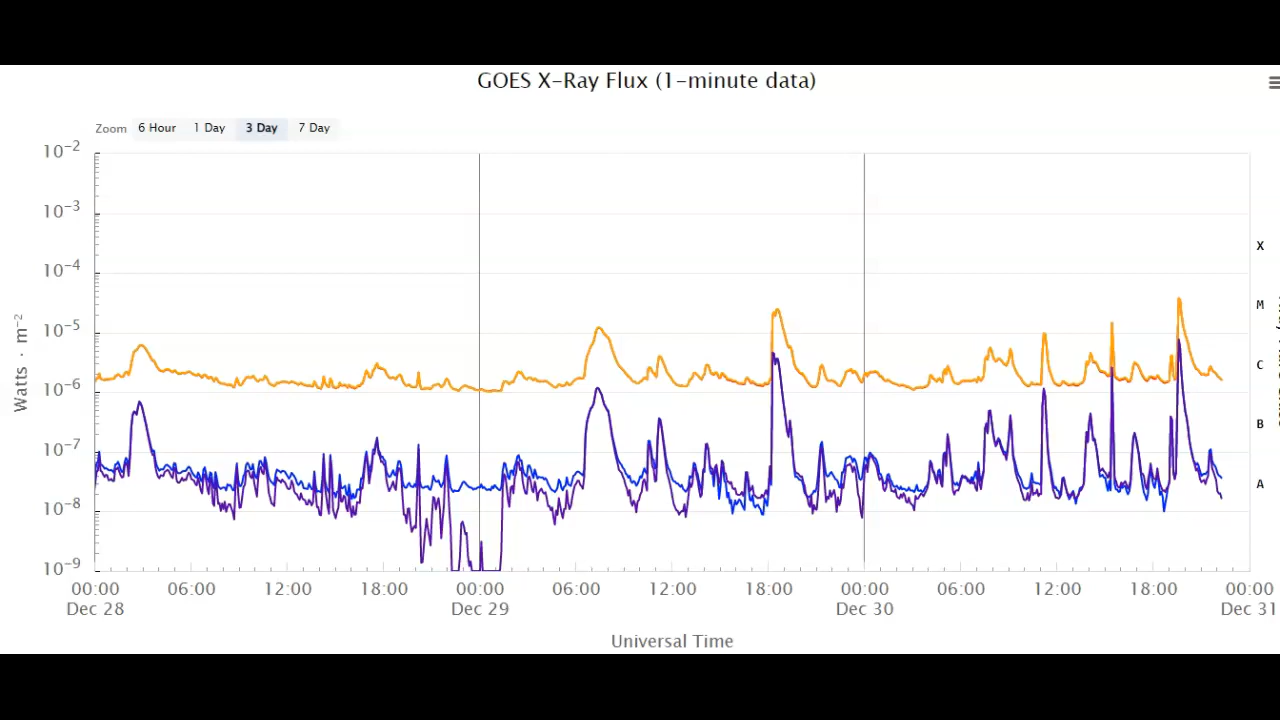 GOES X-Ray Flux (1-minute data)
Zoom 6 Hour 1 Day 3 Day 7 Day
10⁻²
10⁻³
10⁻⁴
10⁻⁵
10⁻⁶
10⁻⁷
10⁻⁸
10⁻⁹
Watts · m⁻²
X
M
C
B
A
00:00 06:00 12:00 18:00 00:00 06:00 12:00 18:00 00:00 06:00 12:00 18:00 00:00
Dec 28 Dec 29 Dec 30 Dec 31
Universal Time